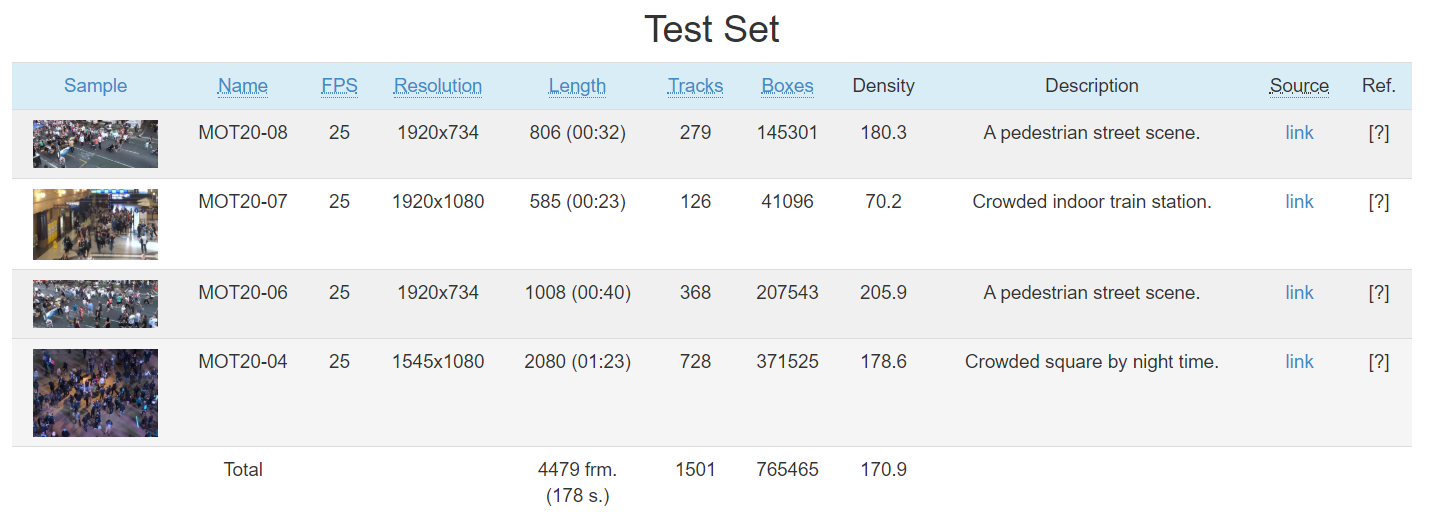 Test Set
Sample Name FPS Resolution Length Tracks Boxes Density Description Source Ref.
MOT20-08 25 1920x734 806 (00:32) 279 145301 180.3 A pedestrian street scene. link [?]
MOT20-07 25 1920x1080 585 (00:23) 126 41096 70.2 Crowded indoor train station. link [?]
MOT20-06 25 1920x734 1008 (00:40) 368 207543 205.9 A pedestrian street scene. link [?]
MOT20-04 25 1545x1080 2080 (01:23) 728 371525 178.6 Crowded square by night time. link [?]
Total 4479 frm. 1501 765465 170.9
(178 s.)